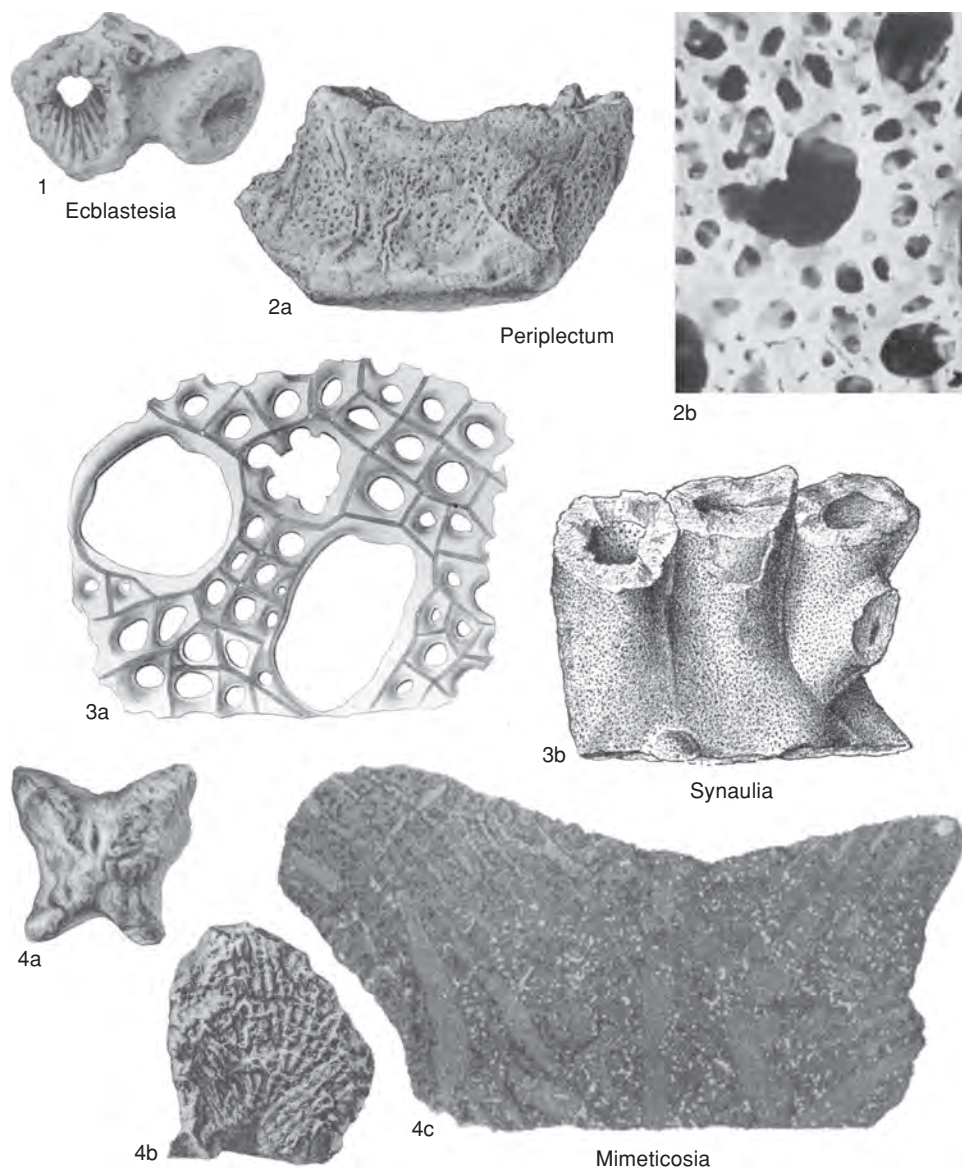 1
Ecblastesia
2a
Periplectum
2b
3a
3b
Synaulia
4a
4b
4c
Mimeticosia